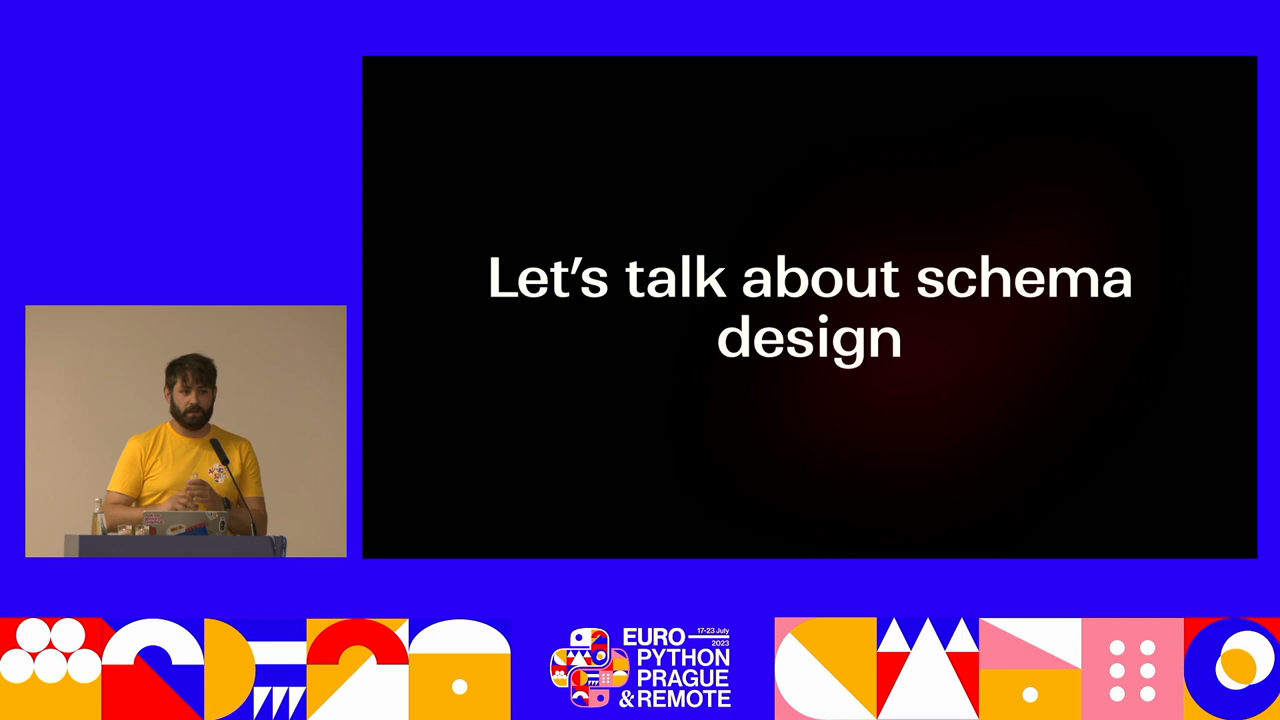 Let's talk about schema
design
EURO
17-23 July
2023
PYTHON
PRAGUE
& REMOTE